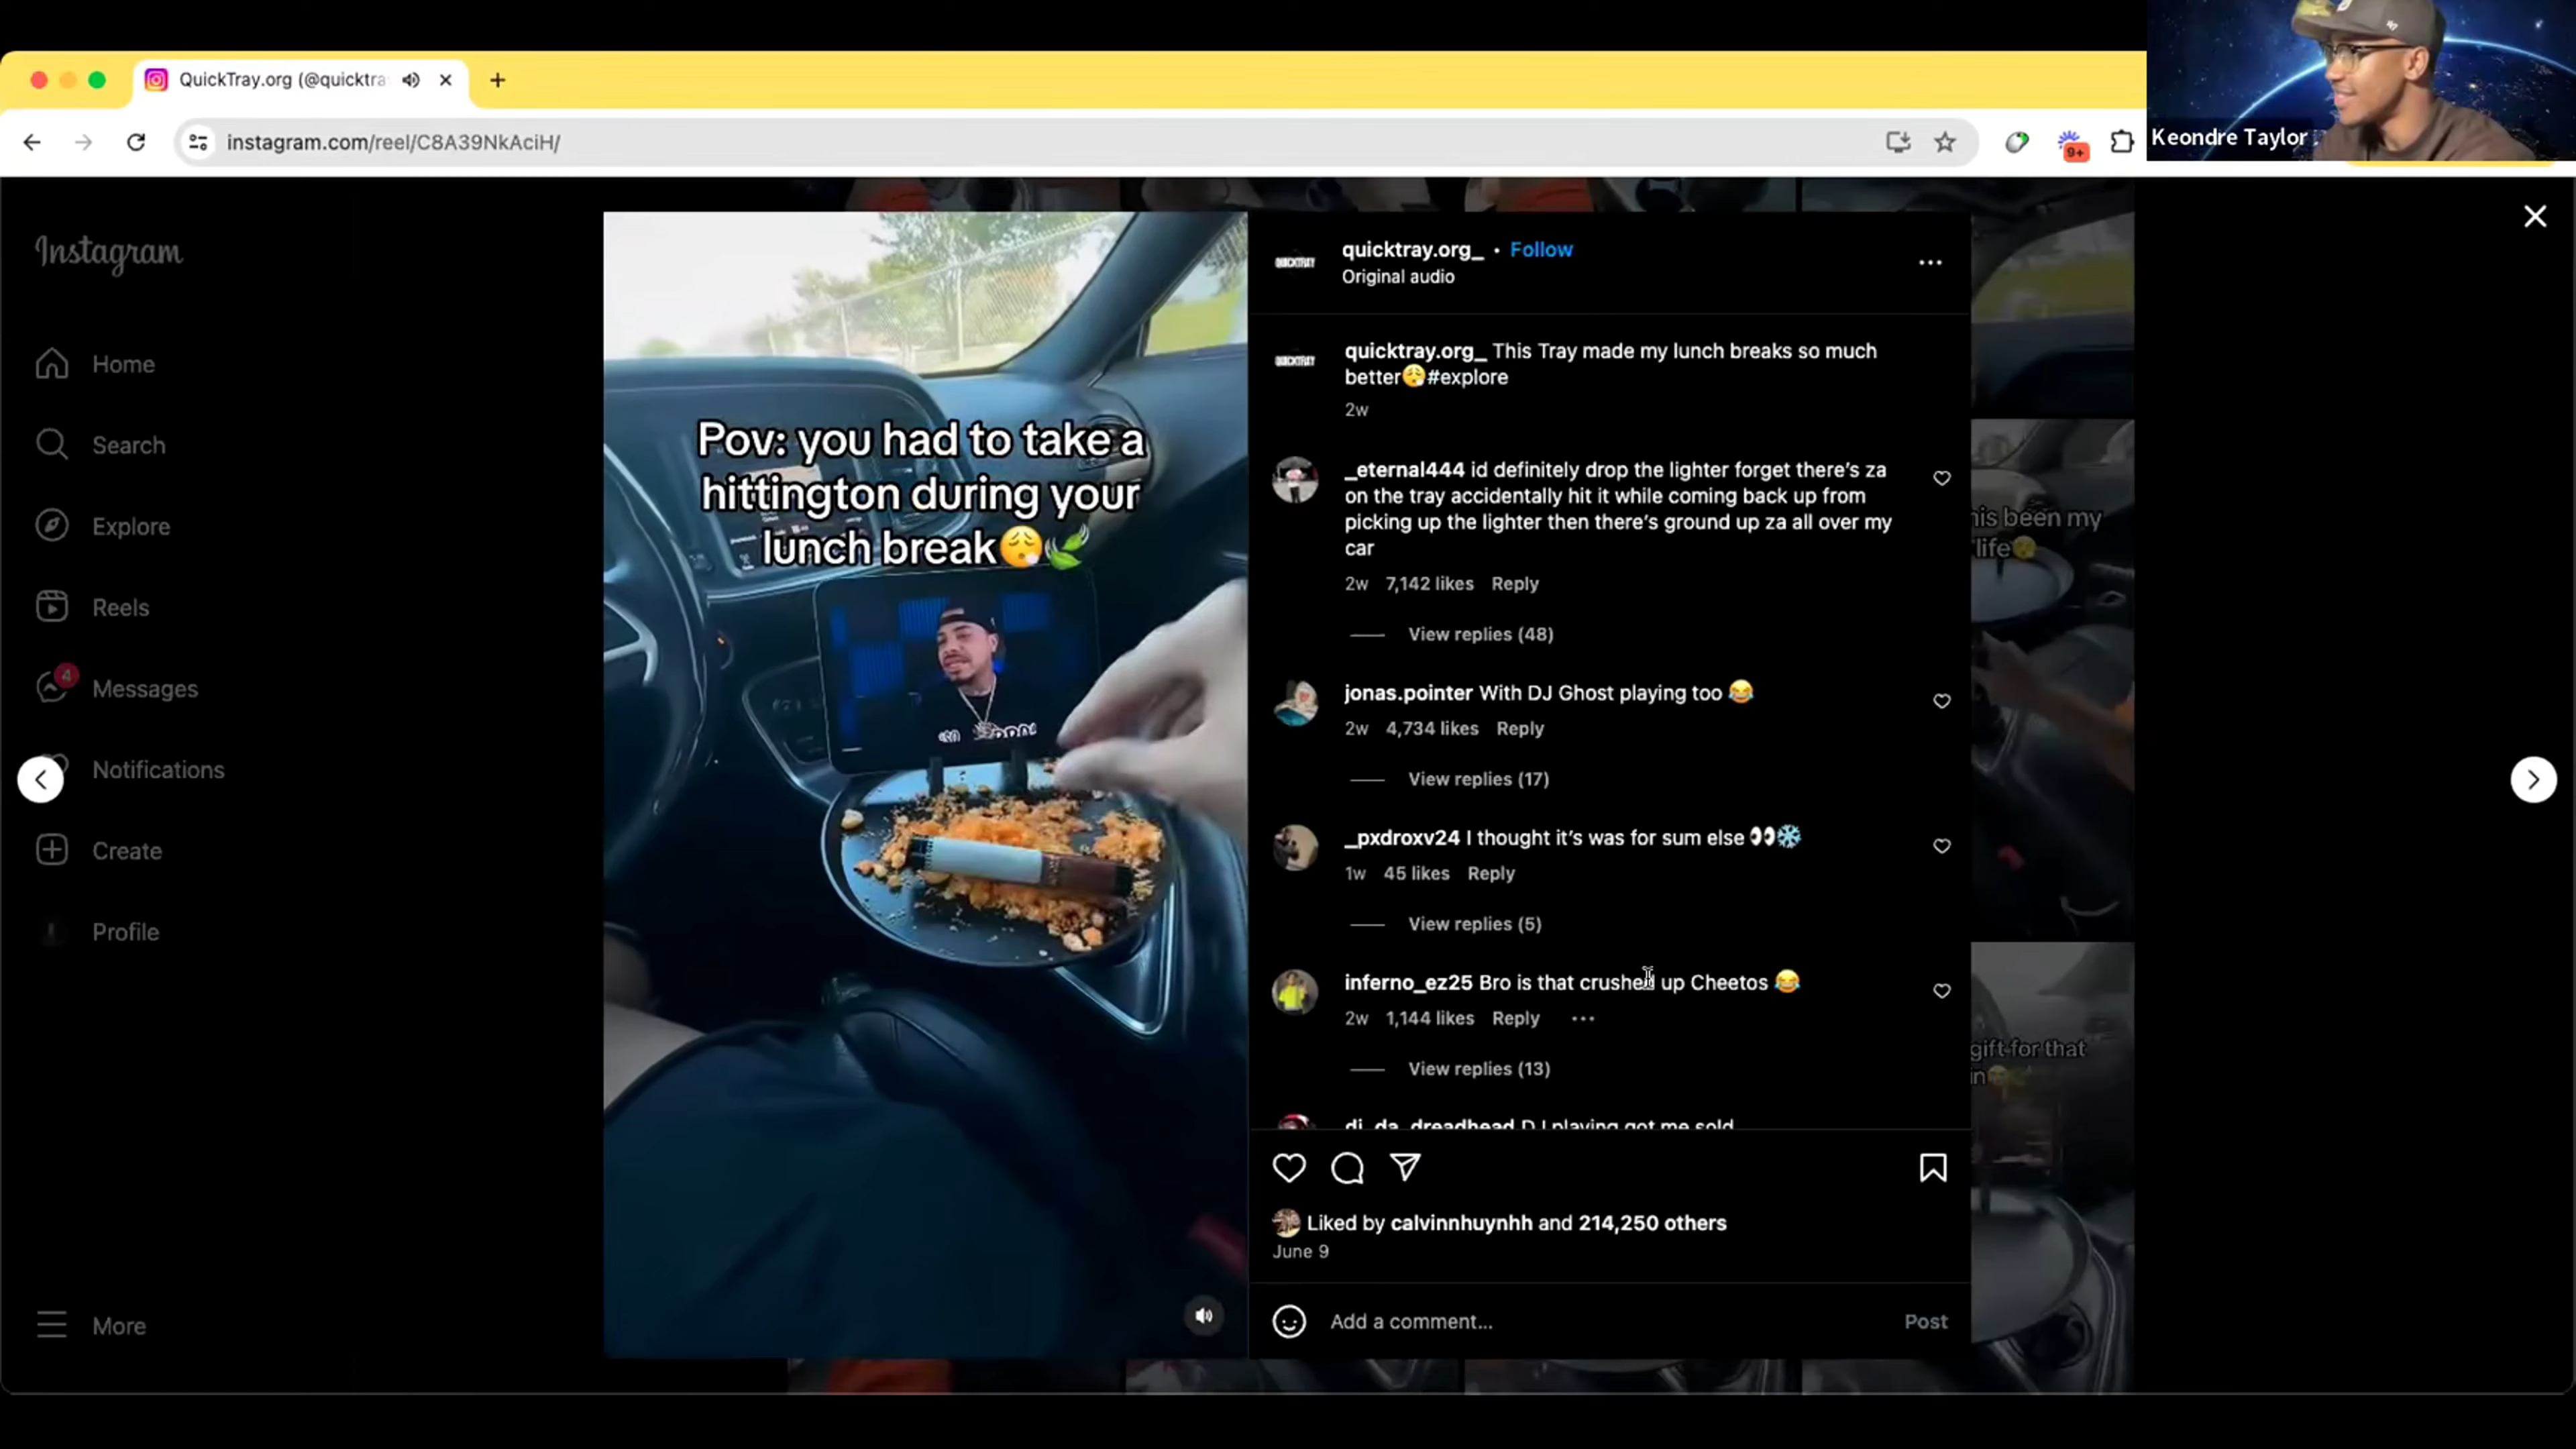 QuickTray.org (@quicktra
instagram.com/reel/C8A39NkAciH/
9+
Keondre Taylor
Instagram
Home
Search
Explore
Reels
4
Messages
Notifications
Create
Profile
More
Pov: you had to take a
hittington during your
lunch break😮‍💨🍃
quicktray.org_ • Follow
Original audio
QUICKTRAY
quicktray.org_ This Tray made my lunch breaks so much
better😮‍💨#explore
2w
QUICKTRAY
_eternal444 id definitely drop the lighter forget there's za
on the tray accidentally hit it while coming back up from
picking up the lighter then there's ground up za all over my
car
2w 7,142 likes Reply
View replies (48)
jonas.pointer With DJ Ghost playing too 😂
2w 4,734 likes Reply
View replies (17)
_pxdroxv24 I thought it's was for sum else 👀❄️
1w 45 likes Reply
View replies (5)
inferno_ez25 Bro is that crushed up Cheetos 😂
2w 1,144 likes Reply •••
View replies (13)
di_da_dreadhead DJ playing got me sold
Liked by calvinnhuynhh and 214,250 others
June 9
Add a comment...
Post
his been my
life
gift for that
in